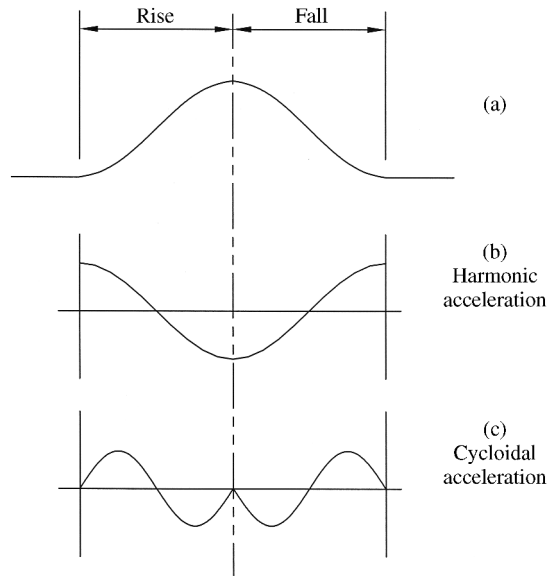 Rise
Fall
(a)
(b)
Harmonic
acceleration
(c)
Cycloidal
acceleration